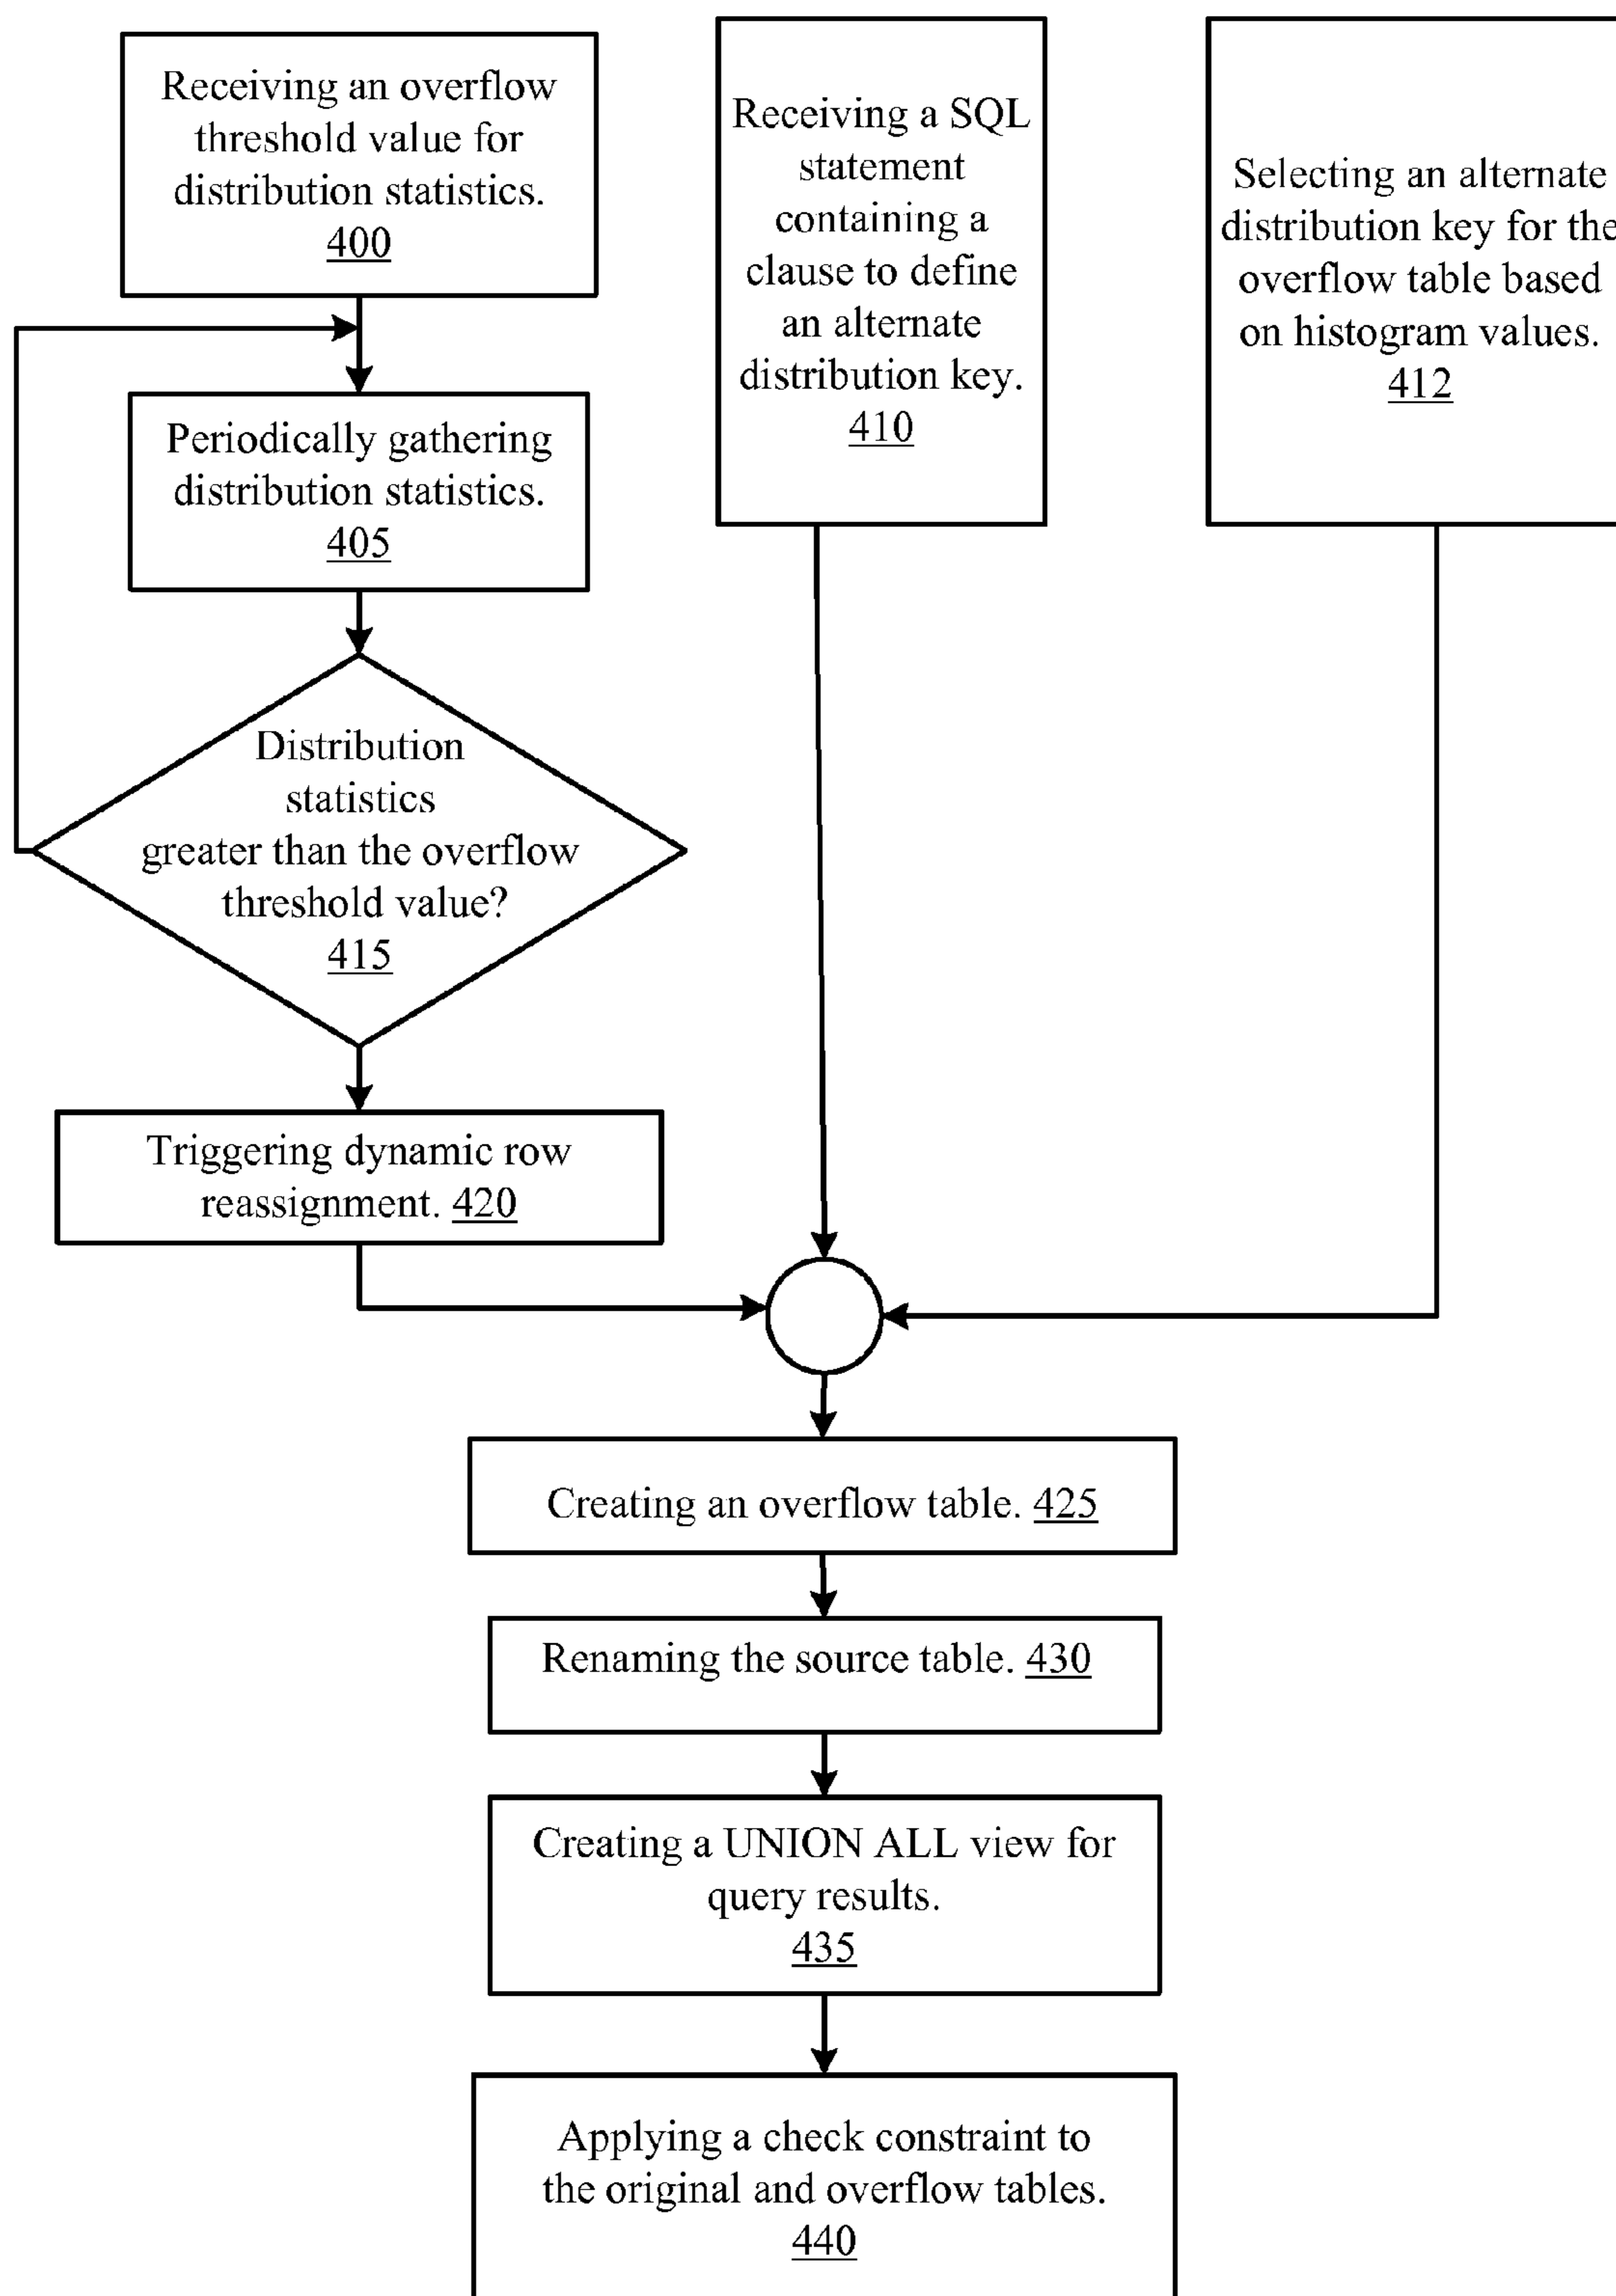 Receiving an overflow
threshold value for
distribution statistics.
400
Periodically gathering
distribution statistics.
405
Distribution
statistics
greater than the overflow
threshold value?
415
Triggering dynamic row
reassignment. 420
Receiving a SQL
statement
containing a
clause to define
an alternate
distribution key.
410
Selecting an alternate
distribution key for the
overflow table based
on histogram values.
412
Creating an overflow table. 425
Renaming the source table. 430
Creating a UNION ALL view for
query results.
435
Applying a check constraint to
the original and overflow tables.
440